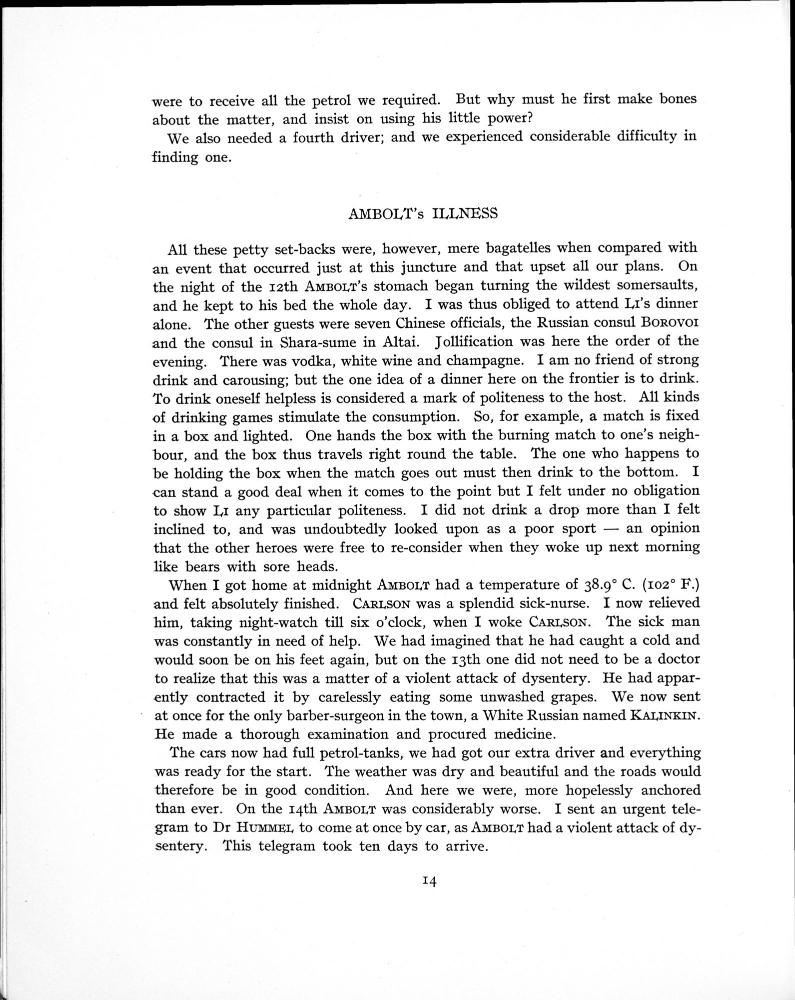 were to receive all the petrol we required. But why must he first make bones
about the matter, and insist on using his little power?
We also needed a fourth driver; and we experienced considerable difficulty in
finding one.
AMBOLT's ILLNESS
All these petty set-backs were, however, mere bagatelles when compared with
an event that occurred just at this juncture and that upset all our plans. On
the night of the 12th AMBOLT's stomach began turning the wildest somersaults,
and he kept to his bed the whole day. I was thus obliged to attend LI's dinner
alone. The other guests were seven Chinese officials, the Russian consul BOROVOI
and the consul in Shara-sume in Altai. Jollification was here the order of the
evening. There was vodka, white wine and champagne. I am no friend of strong
drink and carousing; but the one idea of a dinner here on the frontier is to drink.
To drink oneself helpless is considered a mark of politeness to the host. All kinds
of drinking games stimulate the consumption. So, for example, a match is fixed
in a box and lighted. One hands the box with the burning match to one's neigh-
bour, and the box thus travels right round the table. The one who happens to
be holding the box when the match goes out must then drink to the bottom. I
can stand a good deal when it comes to the point but I felt under no obligation
to show LI any particular politeness. I did not drink a drop more than I felt
inclined to, and was undoubtedly looked upon as a poor sport — an opinion
that the other heroes were free to re-consider when they woke up next morning
like bears with sore heads.
When I got home at midnight AMBOLT had a temperature of 38.9° C. (102° F.)
and felt absolutely finished. CARLSON was a splendid sick-nurse. I now relieved
him, taking night-watch till six o'clock, when I woke CARLSON. The sick man
was constantly in need of help. We had imagined that he had caught a cold and
would soon be on his feet again, but on the 13th one did not need to be a doctor
to realize that this was a matter of a violent attack of dysentery. He had appar-
ently contracted it by carelessly eating some unwashed grapes. We now sent
at once for the only barber-surgeon in the town, a White Russian named KALINKIN.
He made a thorough examination and procured medicine.
The cars now had full petrol-tanks, we had got our extra driver and everything
was ready for the start. The weather was dry and beautiful and the roads would
therefore be in good condition. And here we were, more hopelessly anchored
than ever. On the 14th AMBOLT was considerably worse. I sent an urgent tele-
gram to Dr HUMMEL to come at once by car, as AMBOLT had a violent attack of dy-
sentery. This telegram took ten days to arrive.
14